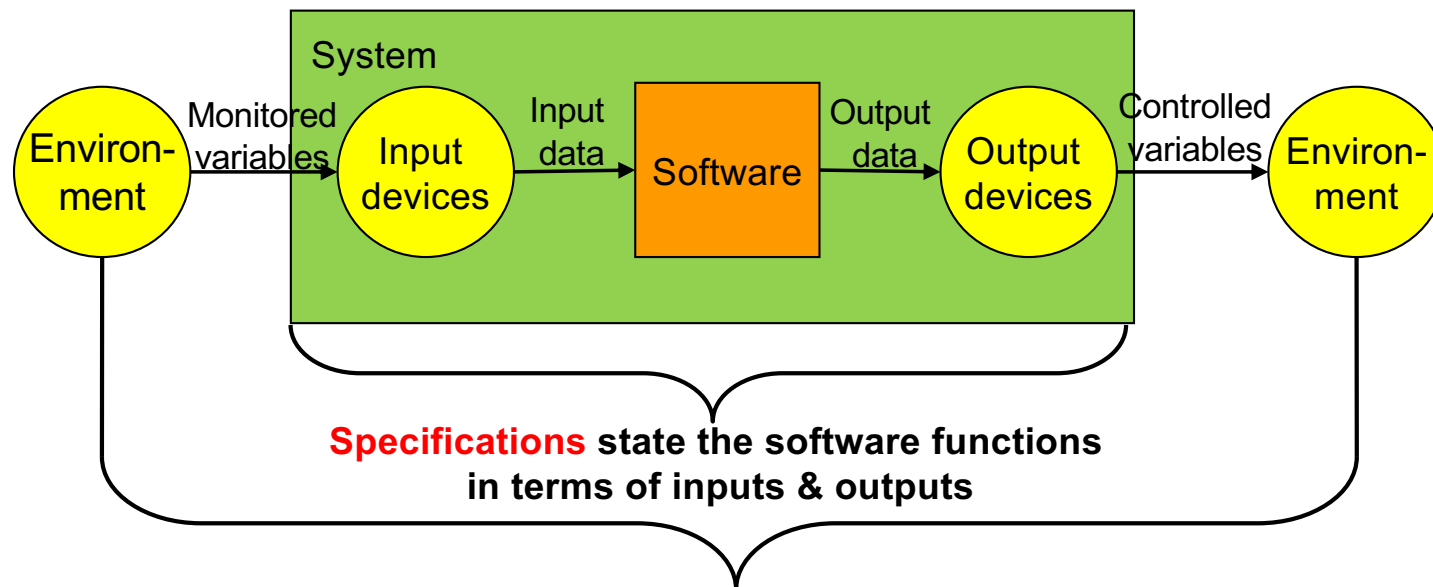 System
Environ-
ment
Monitored
variables
Input
devices
Input
data
Software
Output
data
Output
devices
Controlled
variables
Environ-
ment
Specifications state the software functions
in terms of inputs & outputs